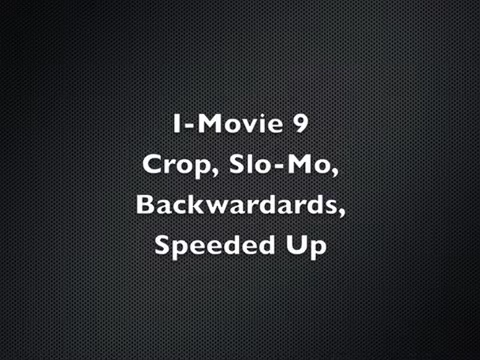 I-Movie 9
Crop, Slo-Mo,
Backwardards,
Speeded Up